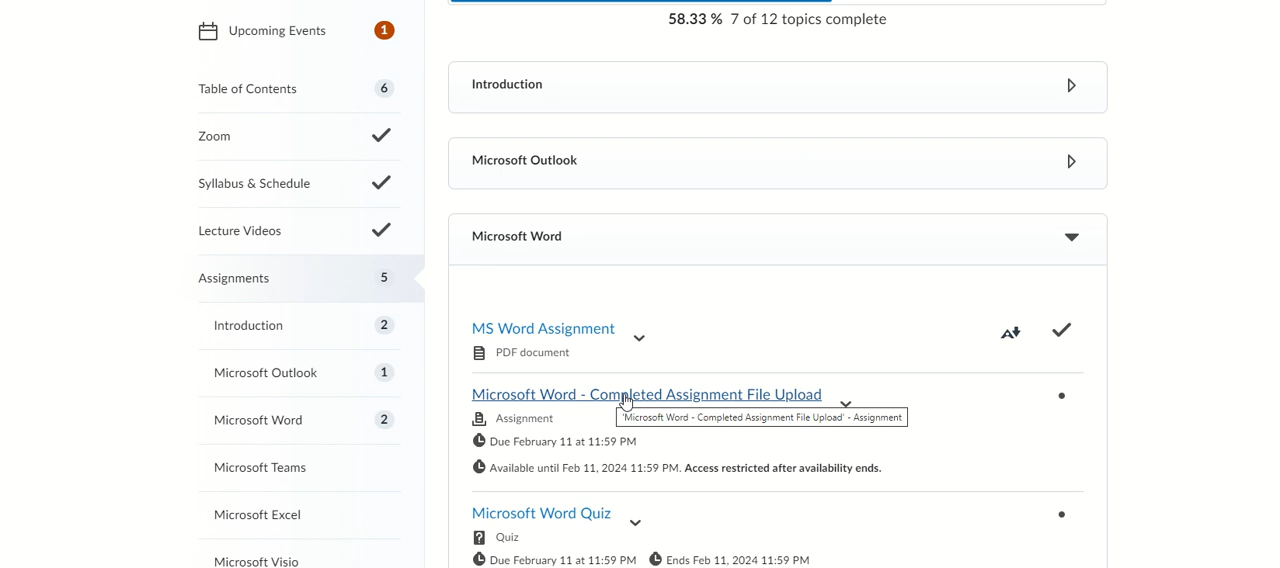 Upcoming Events 1
Table of Contents 6
Zoom
Syllabus & Schedule
Lecture Videos
Assignments 5
Introduction 2
Microsoft Outlook 1
Microsoft Word 2
Microsoft Teams
Microsoft Excel
Microsoft Visio
58.33 % 7 of 12 topics complete
Introduction
Microsoft Outlook
Microsoft Word
MS Word Assignment
PDF document
Microsoft Word - Completed Assignment File Upload
'Microsoft Word - Completed Assignment File Upload' - Assignment
Assignment
Due February 11 at 11:59 PM
Available until Feb 11, 2024 11:59 PM. Access restricted after availability ends.
Microsoft Word Quiz
Quiz
Due February 11 at 11:59 PM Ends Feb 11, 2024 11:59 PM